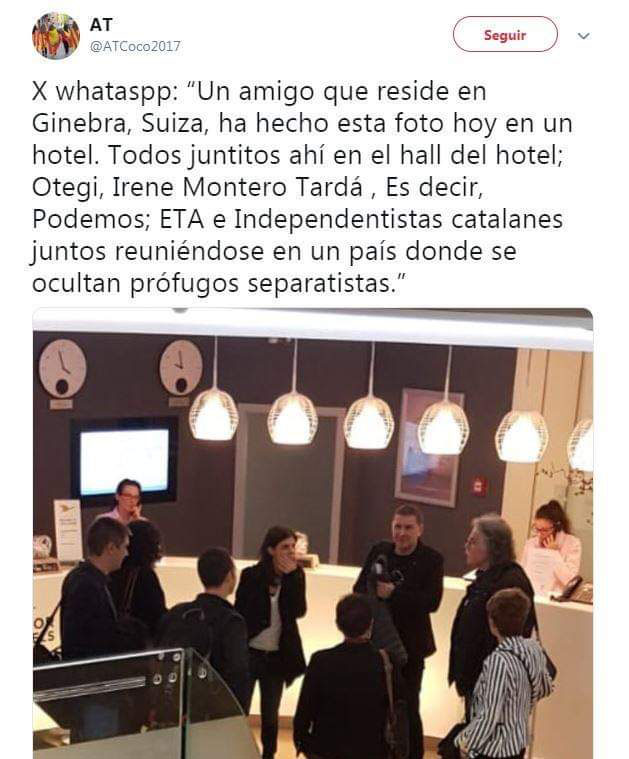 AT
@ATCoco2017
Seguir
X whataspp: “Un amigo que reside en
Ginebra, Suiza, ha hecho esta foto hoy en un
hotel. Todos juntitos ahí en el hall del hotel;
Otegi, Irene Montero Tardá , Es decir,
Podemos; ETA e Independentistas catalanes
juntos reuniéndose en un país donde se
ocultan prófugos separatistas.”